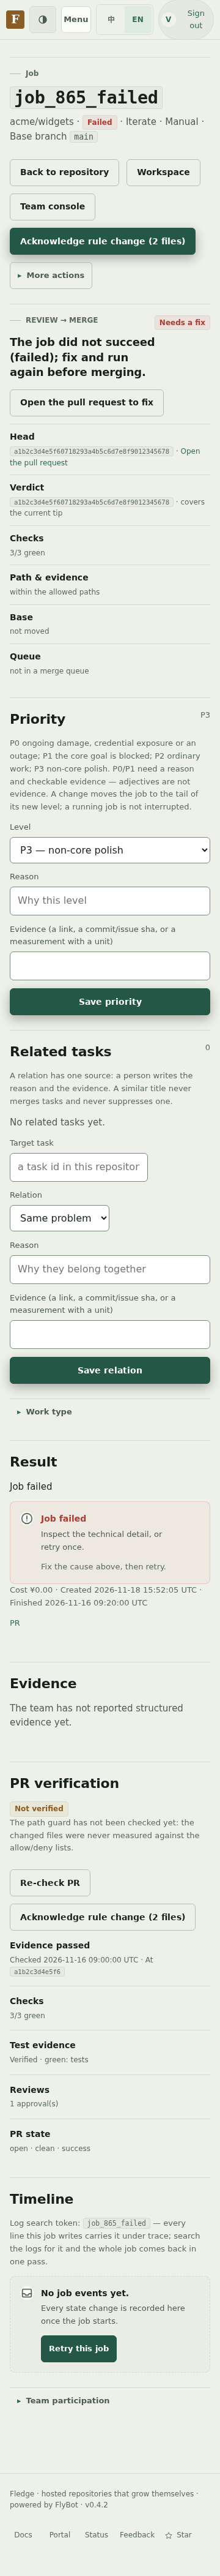 F
Menu
中
EN
V
Sign
out
Job
job_865_failed
acme/widgets · Failed · Iterate · Manual ·
Base branch main
Back to repository
Workspace
Team console
Acknowledge rule change (2 files)
▸ More actions
REVIEW → MERGE
Needs a fix
The job did not succeed
(failed); fix and run
again before merging.
Open the pull request to fix
Head
a1b2c3d4e5f60718293a4b5c6d7e8f9012345678 · Open
the pull request
Verdict
a1b2c3d4e5f60718293a4b5c6d7e8f9012345678 · covers
the current tip
Checks
3/3 green
Path & evidence
within the allowed paths
Base
not moved
Queue
not in a merge queue
Priority
P3
P0 ongoing damage, credential exposure or an
outage; P1 the core goal is blocked; P2 ordinary
work; P3 non-core polish. P0/P1 need a reason
and checkable evidence — adjectives are not
evidence. A change moves the job to the tail of
its new level; a running job is not interrupted.
Level
P3 — non-core polish
Reason
Why this level
Evidence (a link, a commit/issue sha, or a
measurement with a unit)
Save priority
Related tasks
0
A relation has one source: a person writes the
reason and the evidence. A similar title never
merges tasks and never suppresses one.
No related tasks yet.
Target task
a task id in this repositor
Relation
Same problem
Reason
Why they belong together
Evidence (a link, a commit/issue sha, or a
measurement with a unit)
Save relation
▸ Work type
Result
Job failed
Job failed
Inspect the technical detail, or
retry once.
Fix the cause above, then retry.
Cost ¥0.00 · Created 2026-11-18 15:52:05 UTC ·
Finished 2026-11-16 09:20:00 UTC
PR
Evidence
The team has not reported structured
evidence yet.
PR verification
Not verified
The path guard has not been checked yet: the
changed files were never measured against the
allow/deny lists.
Re-check PR
Acknowledge rule change (2 files)
Evidence passed
Checked 2026-11-16 09:00:00 UTC · At
a1b2c3d4e5f6
Checks
3/3 green
Test evidence
Verified · green: tests
Reviews
1 approval(s)
PR state
open · clean · success
Timeline
Log search token: job_865_failed — every
line this job writes carries it under trace; search
the logs for it and the whole job comes back in
one pass.
No job events yet.
Every state change is recorded here
once the job starts.
Retry this job
▸ Team participation
Fledge · hosted repositories that grow themselves ·
powered by FlyBot · v0.4.2
Docs
Portal
Status
Feedback
Star